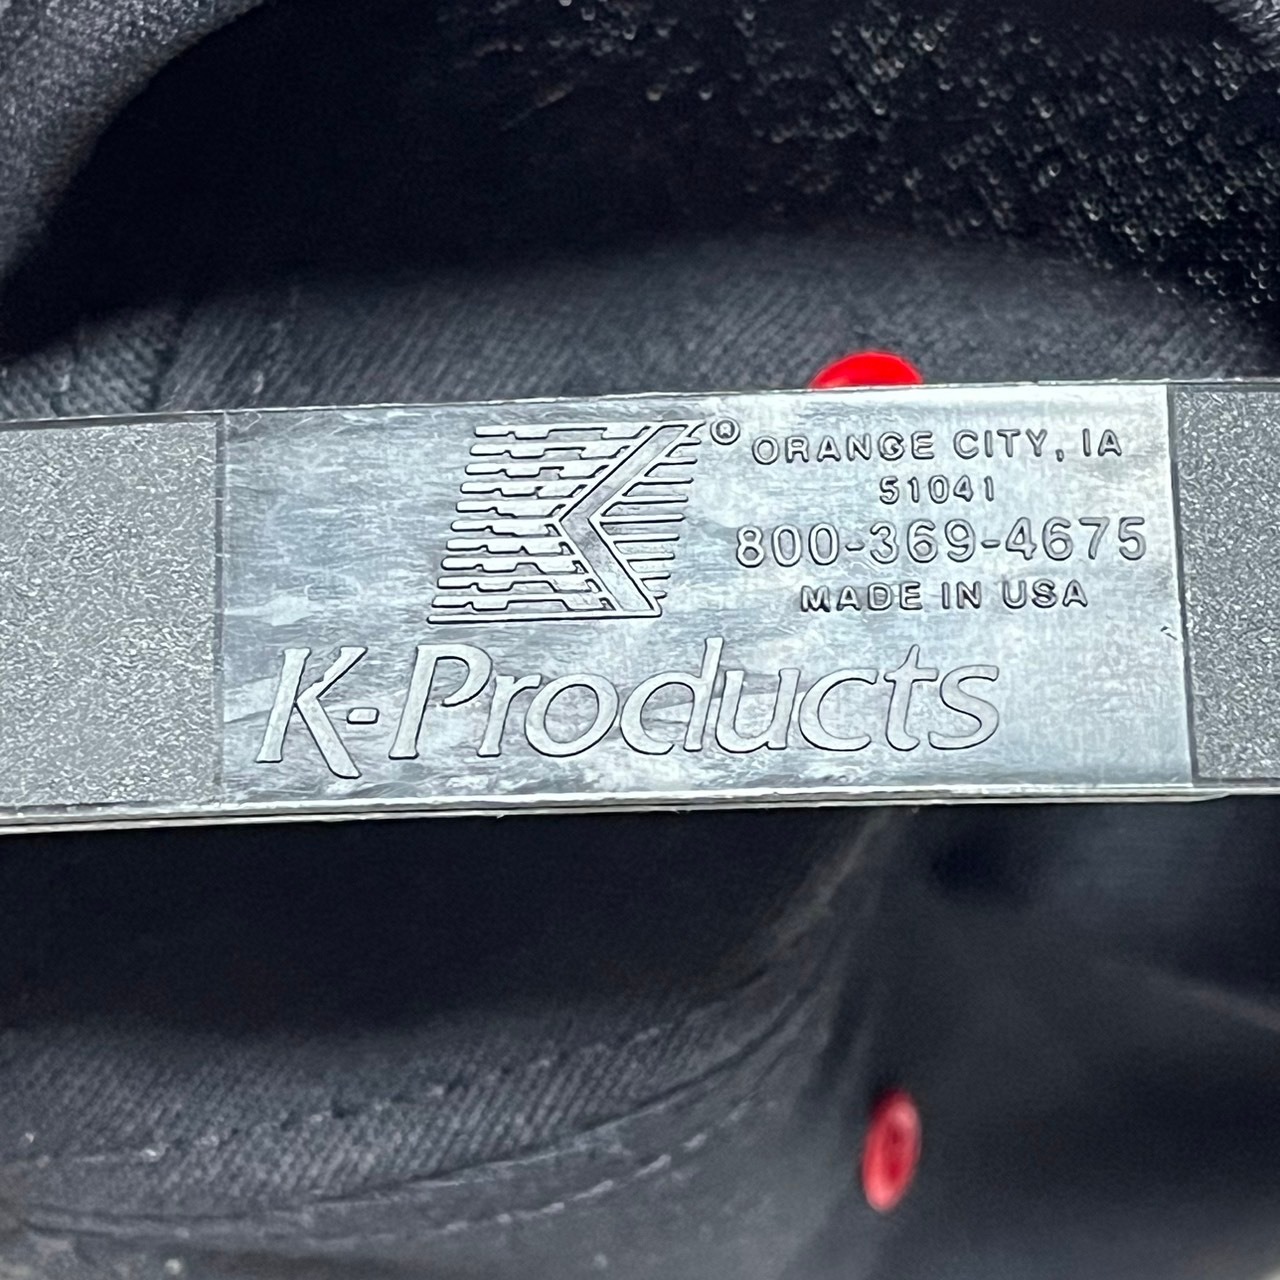 ®
ORANGE CITY, IA
51041
800-369-4675
MADE IN USA
K-Products